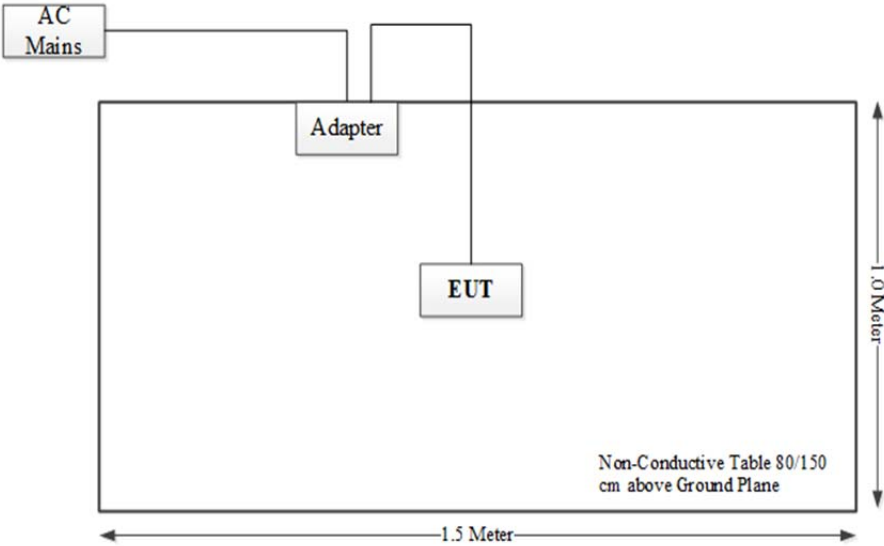 AC
Mains
Adapter
EUT
1.0 Meter
Non-Conductive Table 80/150
cm above Ground Plane
1.5 Meter